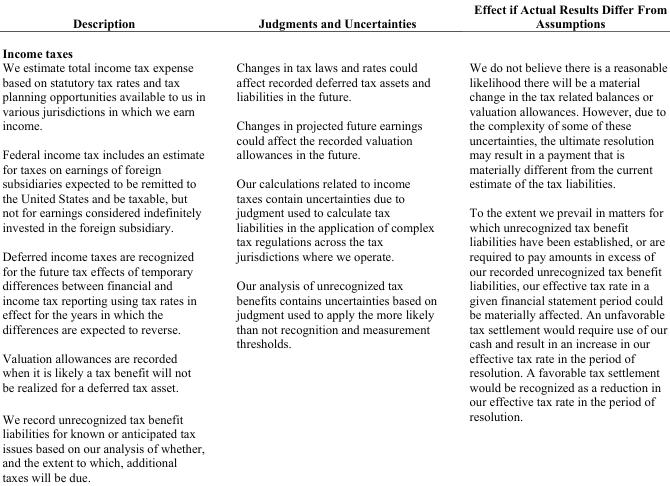 Description
Judgments and Uncertainties
Effect if Actual Results Differ From
Assumptions
Income taxes
We estimate total income tax expense
based on statutory tax rates and tax
planning opportunities available to us in
various jurisdictions in which we earn
income.
Federal income tax includes an estimate
for taxes on earnings of foreign
subsidiaries expected to be remitted to
the United States and be taxable, but
not for earnings considered indefinitely
invested in the foreign subsidiary.
Deferred income taxes are recognized
for the future tax effects of temporary
differences between financial and
income tax reporting using tax rates in
effect for the years in which the
differences are expected to reverse.
Valuation allowances are recorded
when it is likely a tax benefit will not
be realized for a deferred tax asset.
We record unrecognized tax benefit
liabilities for known or anticipated tax
issues based on our analysis of whether,
and the extent to which, additional
taxes will be due.
Changes in tax laws and rates could
affect recorded deferred tax assets and
liabilities in the future.
Changes in projected future earnings
could affect the recorded valuation
allowances in the future.
Our calculations related to income
taxes contain uncertainties due to
judgment used to calculate tax
liabilities in the application of complex
tax regulations across the tax
jurisdictions where we operate.
Our analysis of unrecognized tax
benefits contains uncertainties based on
judgment used to apply the more likely
than not recognition and measurement
thresholds.
We do not believe there is a reasonable
likelihood there will be a material
change in the tax related balances or
valuation allowances. However, due to
the complexity of some of these
uncertainties, the ultimate resolution
may result in a payment that is
materially different from the current
estimate of the tax liabilities.
To the extent we prevail in matters for
which unrecognized tax benefit
liabilities have been established, or are
required to pay amounts in excess of
our recorded unrecognized tax benefit
liabilities, our effective tax rate in a
given financial statement period could
be materially affected. An unfavorable
tax settlement would require use of our
cash and result in an increase in our
effective tax rate in the period of
resolution. A favorable tax settlement
would be recognized as a reduction in
our effective tax rate in the period of
resolution.